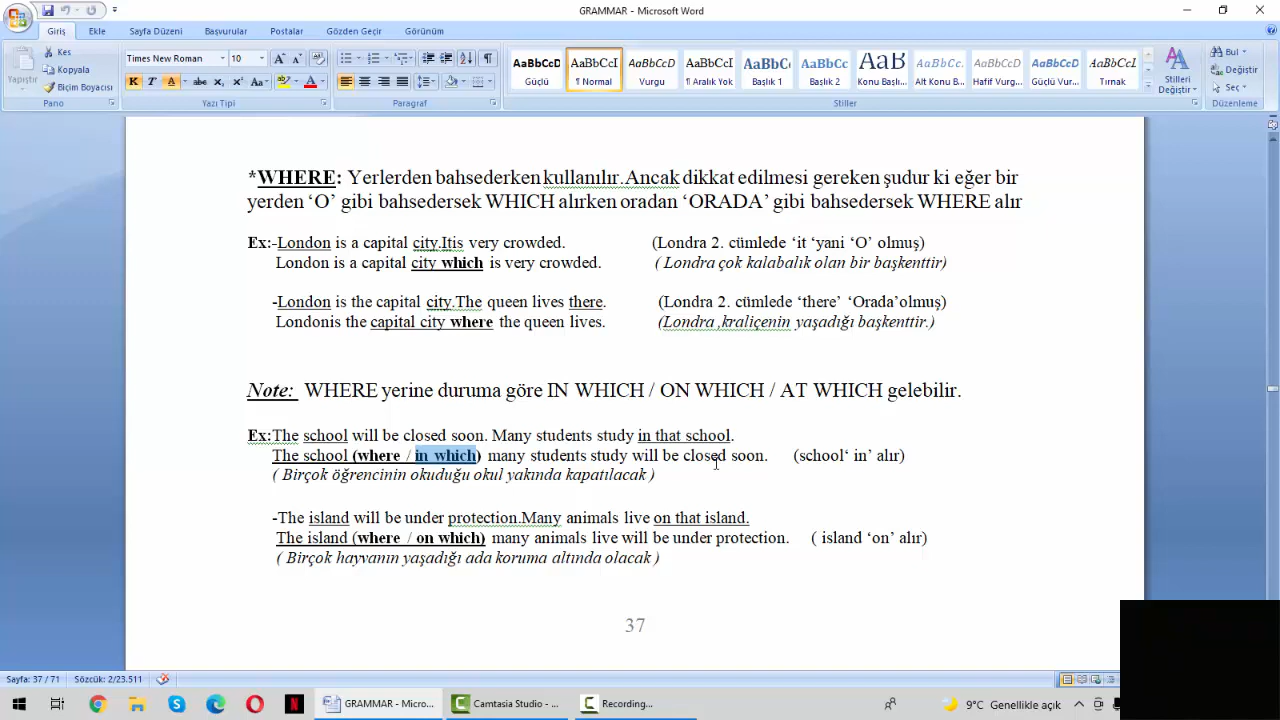 GRAMMAR - Microsoft Word
Giriş Ekle Sayfa Düzeni Başvurular Postalar Gözden Geçir Görünüm
Yapıştır
Kes
Kopyala
Biçim Boyacısı
Pano
Times New Roman 10
Yazı Tipi
Paragraf
AaBbCcD AaBbCcI AaBbCcD AaBbCcI AaBbC AaBbCc AaB AaBbCc. AaBbCcD AaBbCcD AaBbCcI
Güçlü ¶ Normal Vurgu ¶ Aralık Yok Başlık 1 Başlık 2 Konu Başlı... Alt Konu B... Hafif Vurg... Güçlü Vur... Tırnak
Stiller
Stilleri Değiştir
Bul
Değiştir
Seç
Düzenleme
*WHERE: Yerlerden bahsederken kullanılır.Ancak dikkat edilmesi gereken şudur ki eğer bir
yerden ‘O’ gibi bahsedersek WHICH alırken oradan ‘ORADA’ gibi bahsedersek WHERE alır
Ex:-London is a capital city.Itis very crowded. (Londra 2. cümlede ‘it ‘yani ‘O’ olmuş)
London is a capital city which is very crowded. ( Londra çok kalabalık olan bir başkenttir)
-London is the capital city.The queen lives there. (Londra 2. cümlede ‘there’ ‘Orada’olmuş)
Londonis the capital city where the queen lives. (Londra ,kraliçenin yaşadığı başkenttir.)
Note: WHERE yerine duruma göre IN WHICH / ON WHICH / AT WHICH gelebilir.
Ex:The school will be closed soon. Many students study in that school.
The school (where / in which) many students study will be closed soon. (school‘ in’ alır)
( Birçok öğrencinin okuduğu okul yakında kapatılacak )
-The island will be under protection.Many animals live on that island.
The island (where / on which) many animals live will be under protection. ( island ‘on’ alır)
( Birçok hayvanın yaşadığı ada koruma altında olacak )
37
Sayfa: 37 / 71 Sözcük: 2/23.511
GRAMMAR - Micro... Camtasia Studio - ... Recording... 9°C Genellikle açık